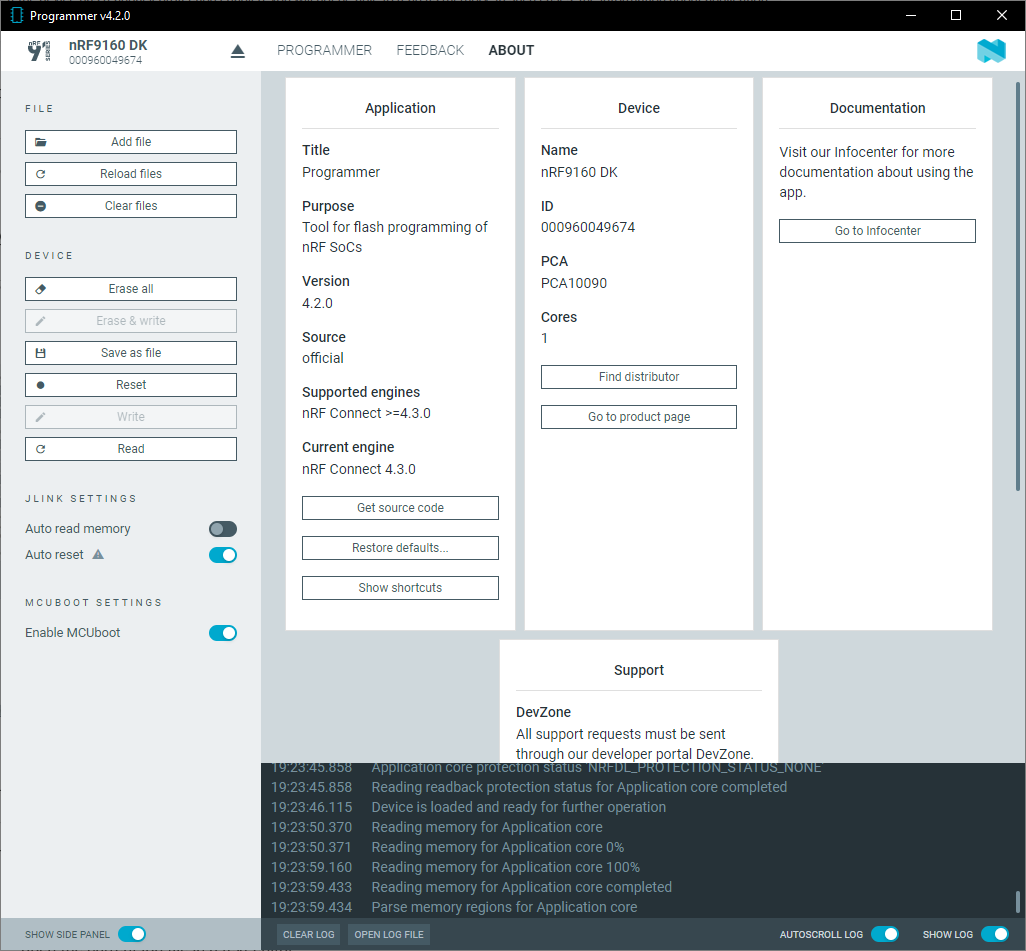 Programmer v4.2.0
nRF9160 DK
000960049674
PROGRAMMER
FEEDBACK
ABOUT
FILE
Add file
Reload files
Clear files
DEVICE
Erase all
Erase & write
Save as file
Reset
Write
Read
JLINK SETTINGS
Auto read memory
Auto reset
MCUBOOT SETTINGS
Enable MCUboot
Application
Title
Programmer
Purpose
Tool for flash programming of
nRF SoCs
Version
4.2.0
Source
official
Supported engines
nRF Connect >=4.3.0
Current engine
nRF Connect 4.3.0
Get source code
Restore defaults...
Show shortcuts
Device
Name
nRF9160 DK
ID
000960049674
PCA
PCA10090
Cores
1
Find distributor
Go to product page
Documentation
Visit our Infocenter for more
documentation about using the
app.
Go to Infocenter
Support
DevZone
All support requests must be sent
through our developer portal DevZone.
19:23:45.858 Application core protection status 'NRFDL_PROTECTION_STATUS_NONE'
19:23:45.858 Reading readback protection status for Application core completed
19:23:46.115 Device is loaded and ready for further operation
19:23:50.370 Reading memory for Application core
19:23:50.371 Reading memory for Application core 0%
19:23:59.160 Reading memory for Application core 100%
19:23:59.433 Reading memory for Application core completed
19:23:59.434 Parse memory regions for Application core
SHOW SIDE PANEL
CLEAR LOG
OPEN LOG FILE
AUTOSCROLL LOG
SHOW LOG